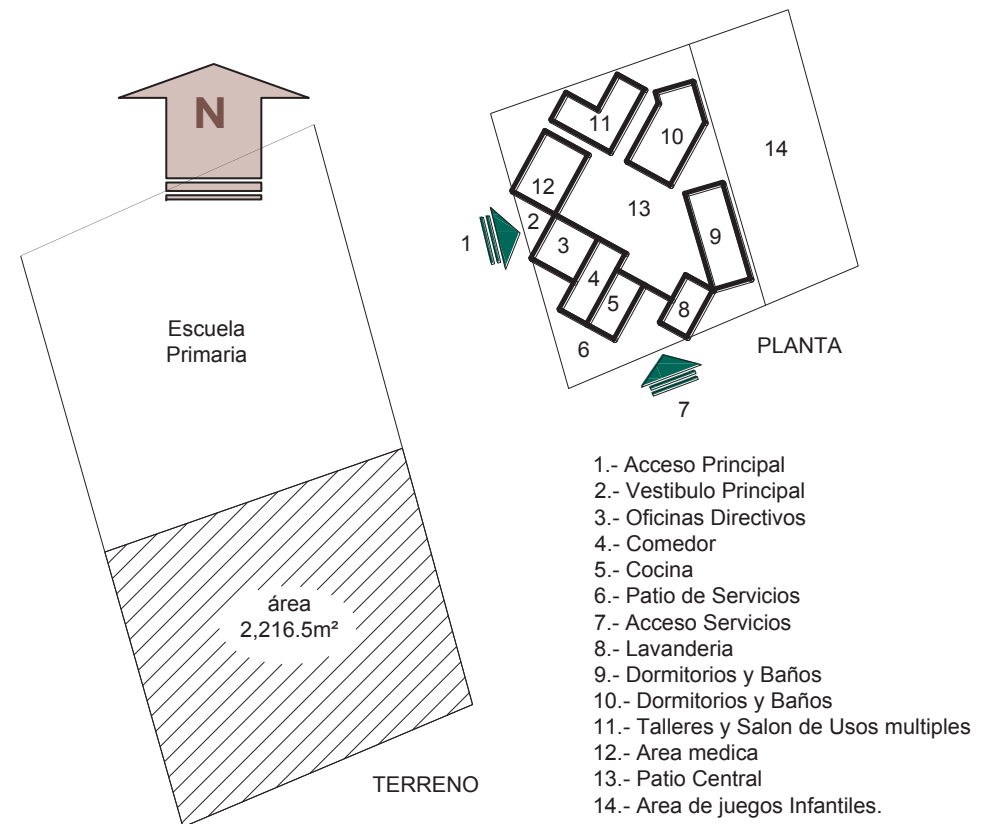 N
Escuela
Primaria
área
2,216.5m²
TERRENO
11
10
14
12
13
2
1
3
9
4
5
8
6
PLANTA
7
1.- Acceso Principal
2.- Vestibulo Principal
3.- Oficinas Directivos
4.- Comedor
5.- Cocina
6.- Patio de Servicios
7.- Acceso Servicios
8.- Lavanderia
9.- Dormitorios y Baños
10.- Dormitorios y Baños
11.- Talleres y Salon de Usos multiples
12.- Area medica
13.- Patio Central
14.- Area de juegos Infantiles.